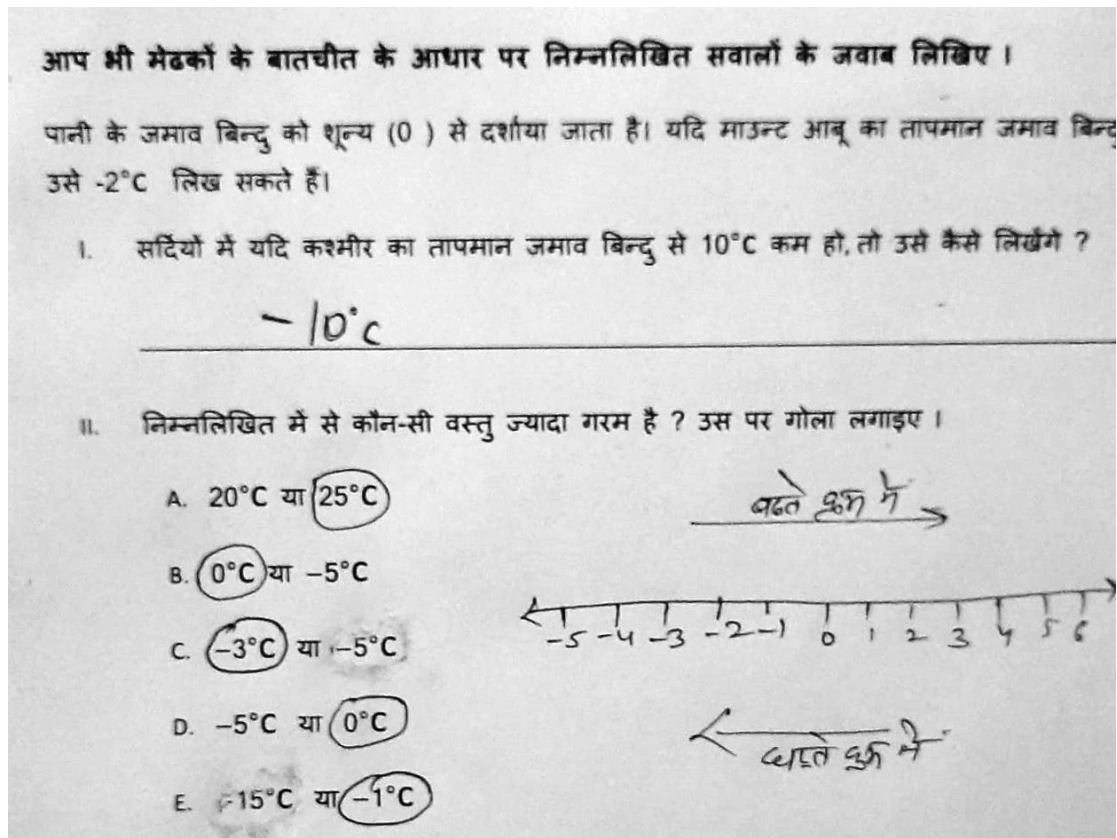 आप भी मेढकों के बातचीत के आधार पर निम्नलिखित सवालों के जवाब लिखिए ।
पानी के जमाव बिन्दु को शून्य (0 ) से दर्शाया जाता है। यदि माउन्ट आबू का तापमान जमाव बिन्दु
उसे -2°C लिख सकते हैं।
I. सर्दियों में यदि कश्मीर का तापमान जमाव बिन्दु से 10°C कम हो, तो उसे कैसे लिखेंगे ?
-10°C
II. निम्नलिखित में से कौन-सी वस्तु ज्यादा गरम है ? उस पर गोला लगाइए ।
A. 20°C या 25°C
बढते क्रम में
B. 0°C या -5°C
-5 -4 -3 -2 -1 0 1 2 3 4 5 6
C. -3°C या -5°C
D. -5°C या 0°C
घटते क्रम में
E. -15°C या -1°C